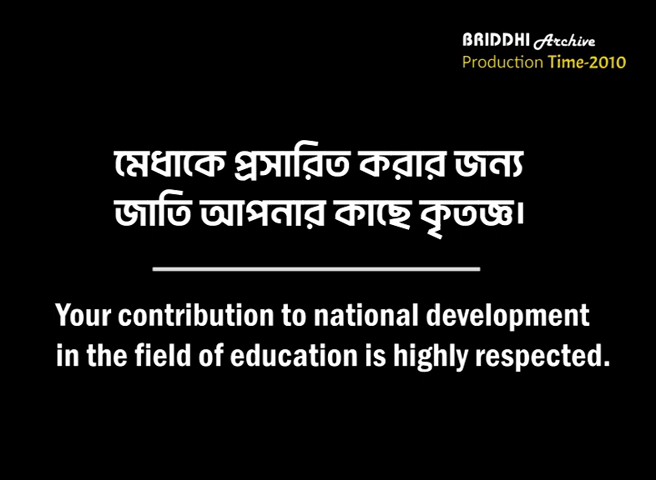 BRIDDHI Archive
Production Time-2010
মেধাকে প্রসারিত করার জন্য
জাতি আপনার কাছে কৃতজ্ঞ।
Your contribution to national development
in the field of education is highly respected.